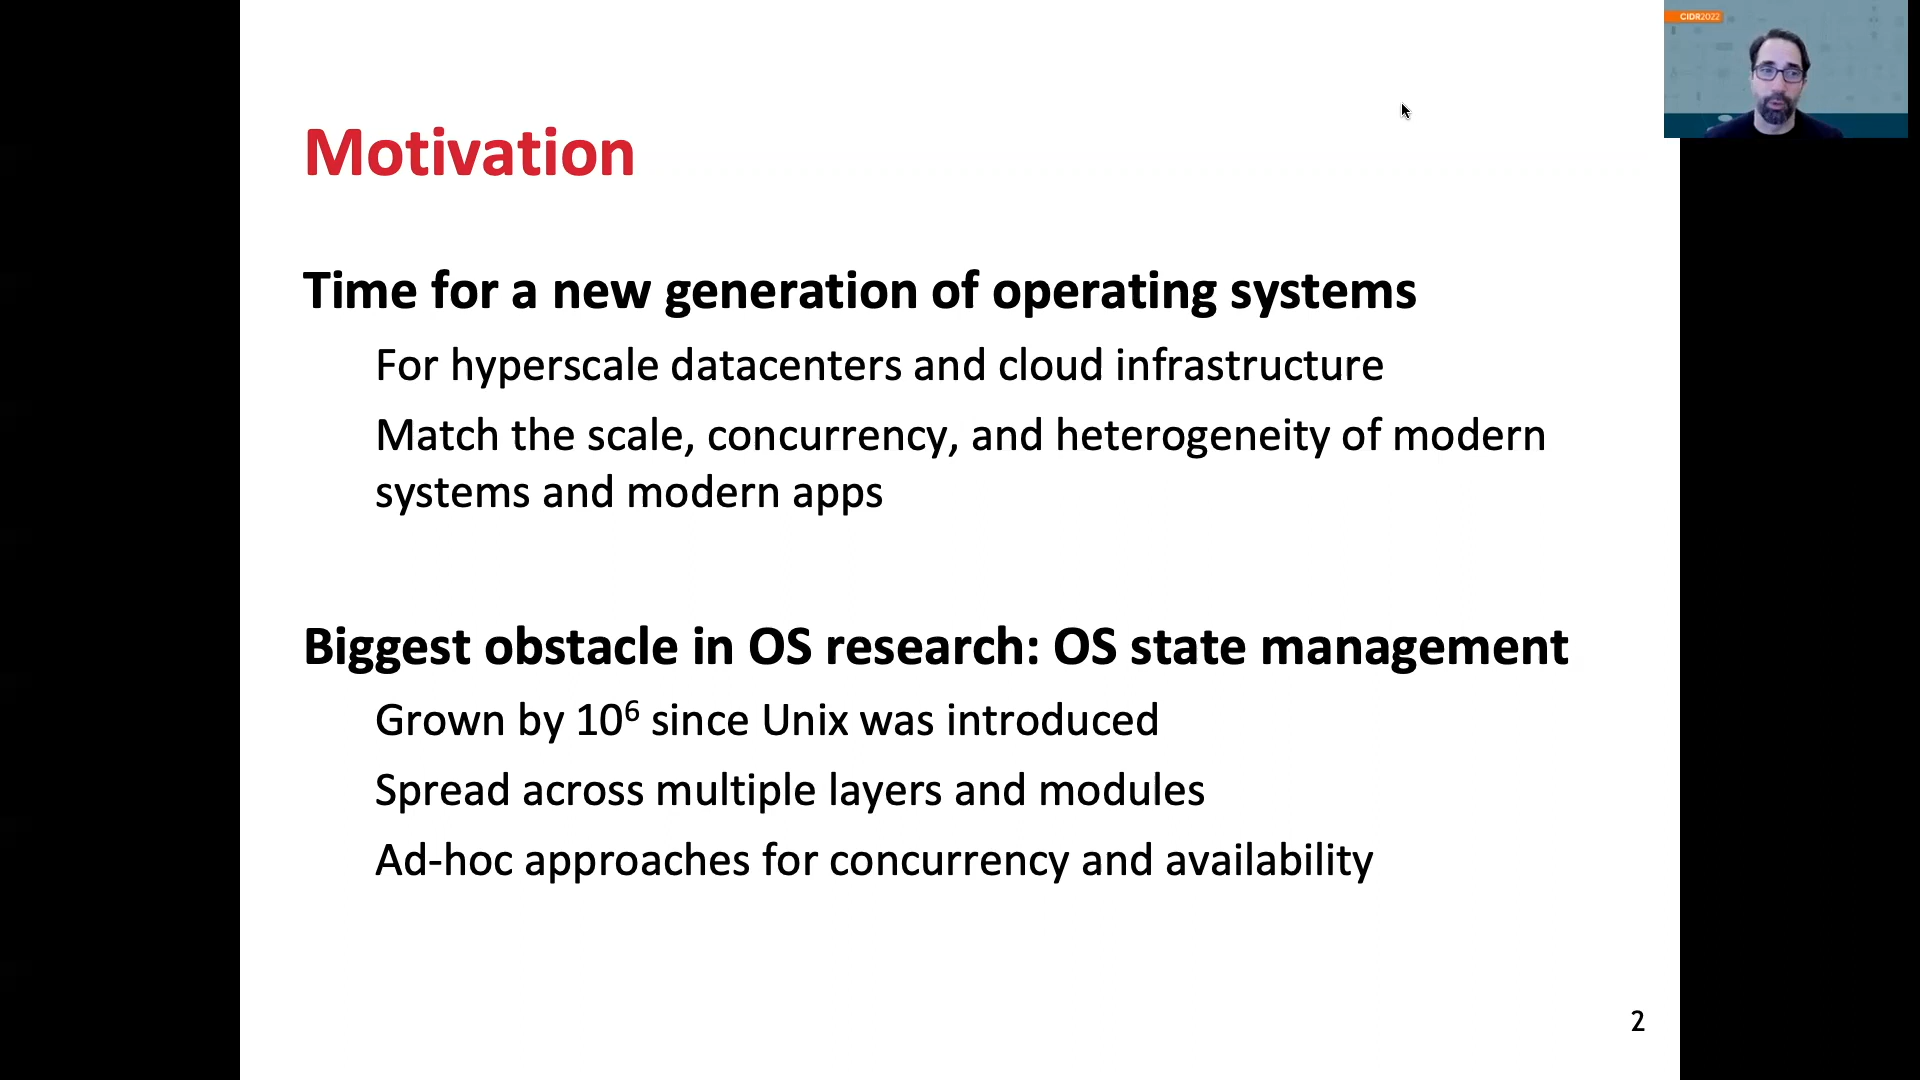 CIDR2022
Motivation
Time for a new generation of operating systems
For hyperscale datacenters and cloud infrastructure
Match the scale, concurrency, and heterogeneity of modern
systems and modern apps
Biggest obstacle in OS research: OS state management
Grown by 10⁶ since Unix was introduced
Spread across multiple layers and modules
Ad-hoc approaches for concurrency and availability
2